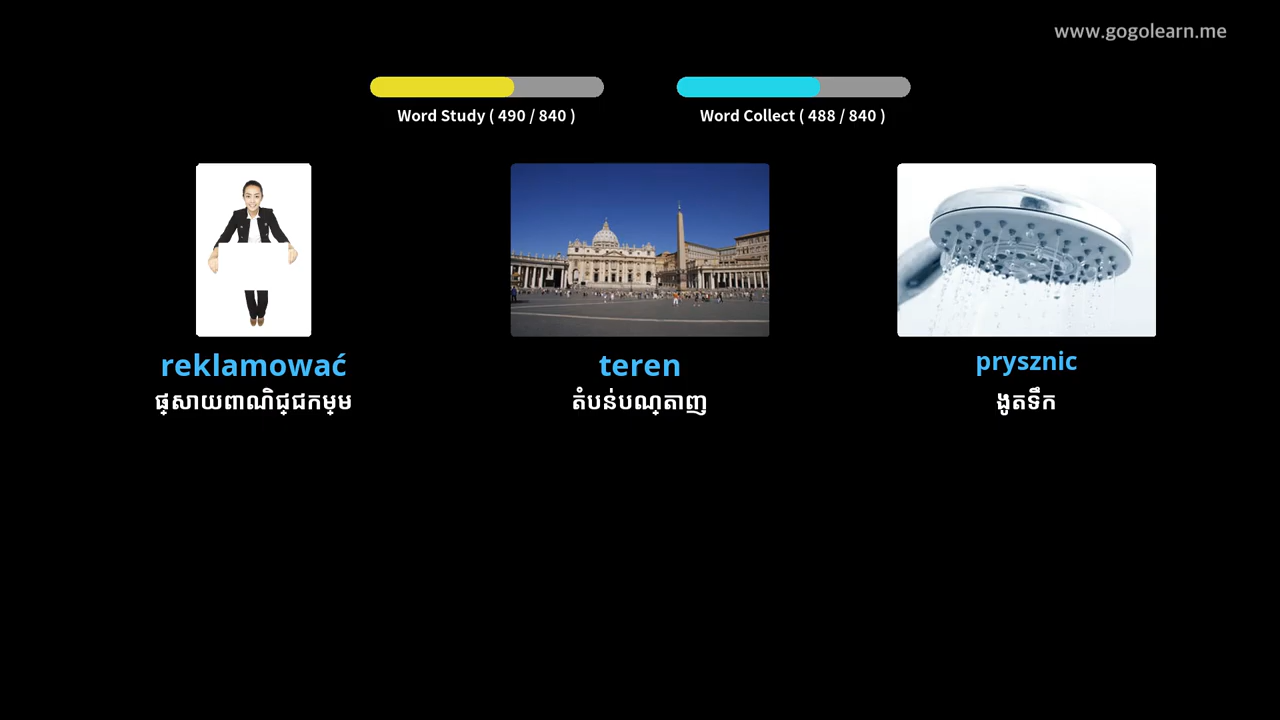 www.gogolearn.me
Word Study ( 490 / 840 )
Word Collect ( 488 / 840 )
reklamować
teren
prysznic
ផ្សាយពាណិជ្ជកម្ម
តំបន់បណ្តាញ
ងូតទឹក